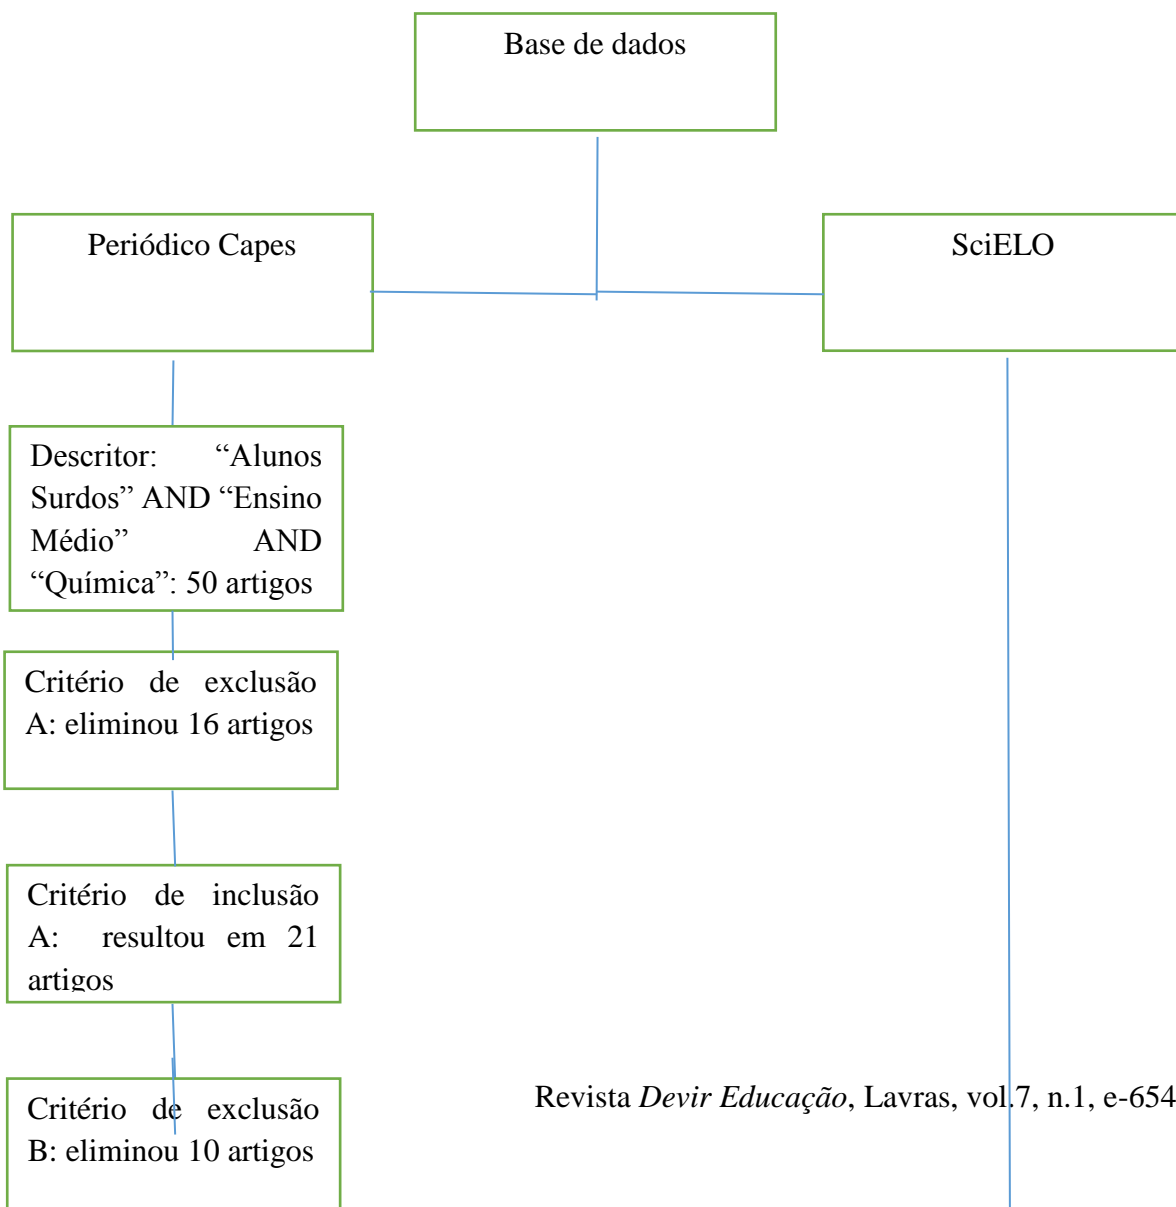 Base de dados
Periódico Capes
SciELO
Descritor: “Alunos
Surdos” AND “Ensino
Médio” AND
“Química”: 50 artigos
Critério de exclusão
A: eliminou 16 artigos
Critério de inclusão
A: resultou em 21
artigos
Critério de exclusão
B: eliminou 10 artigos
Revista Devir Educação, Lavras, vol.7, n.1, e-654